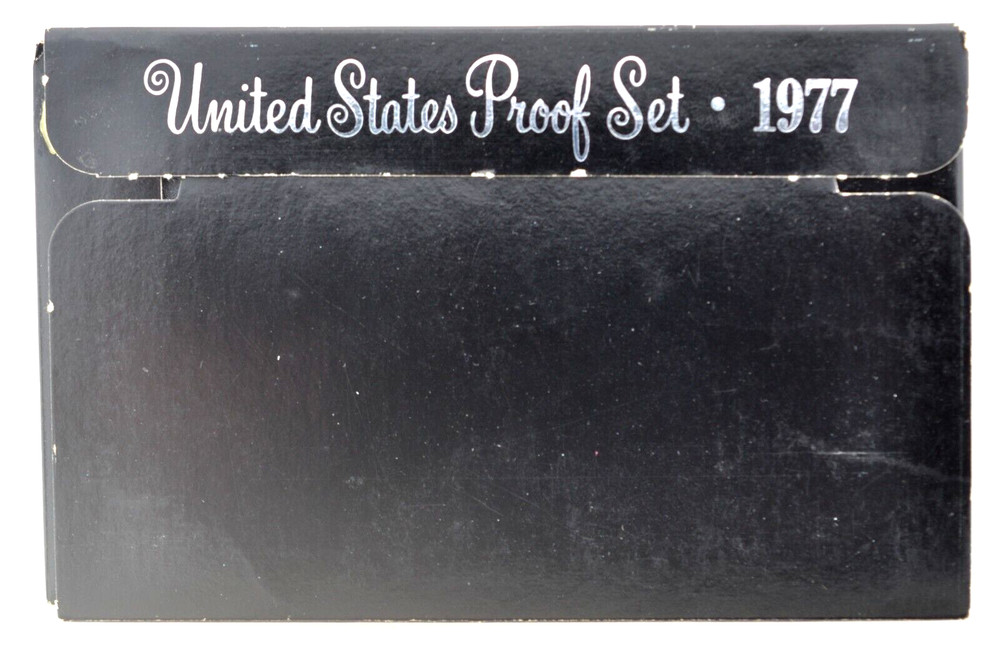 United States Proof Set • 1977